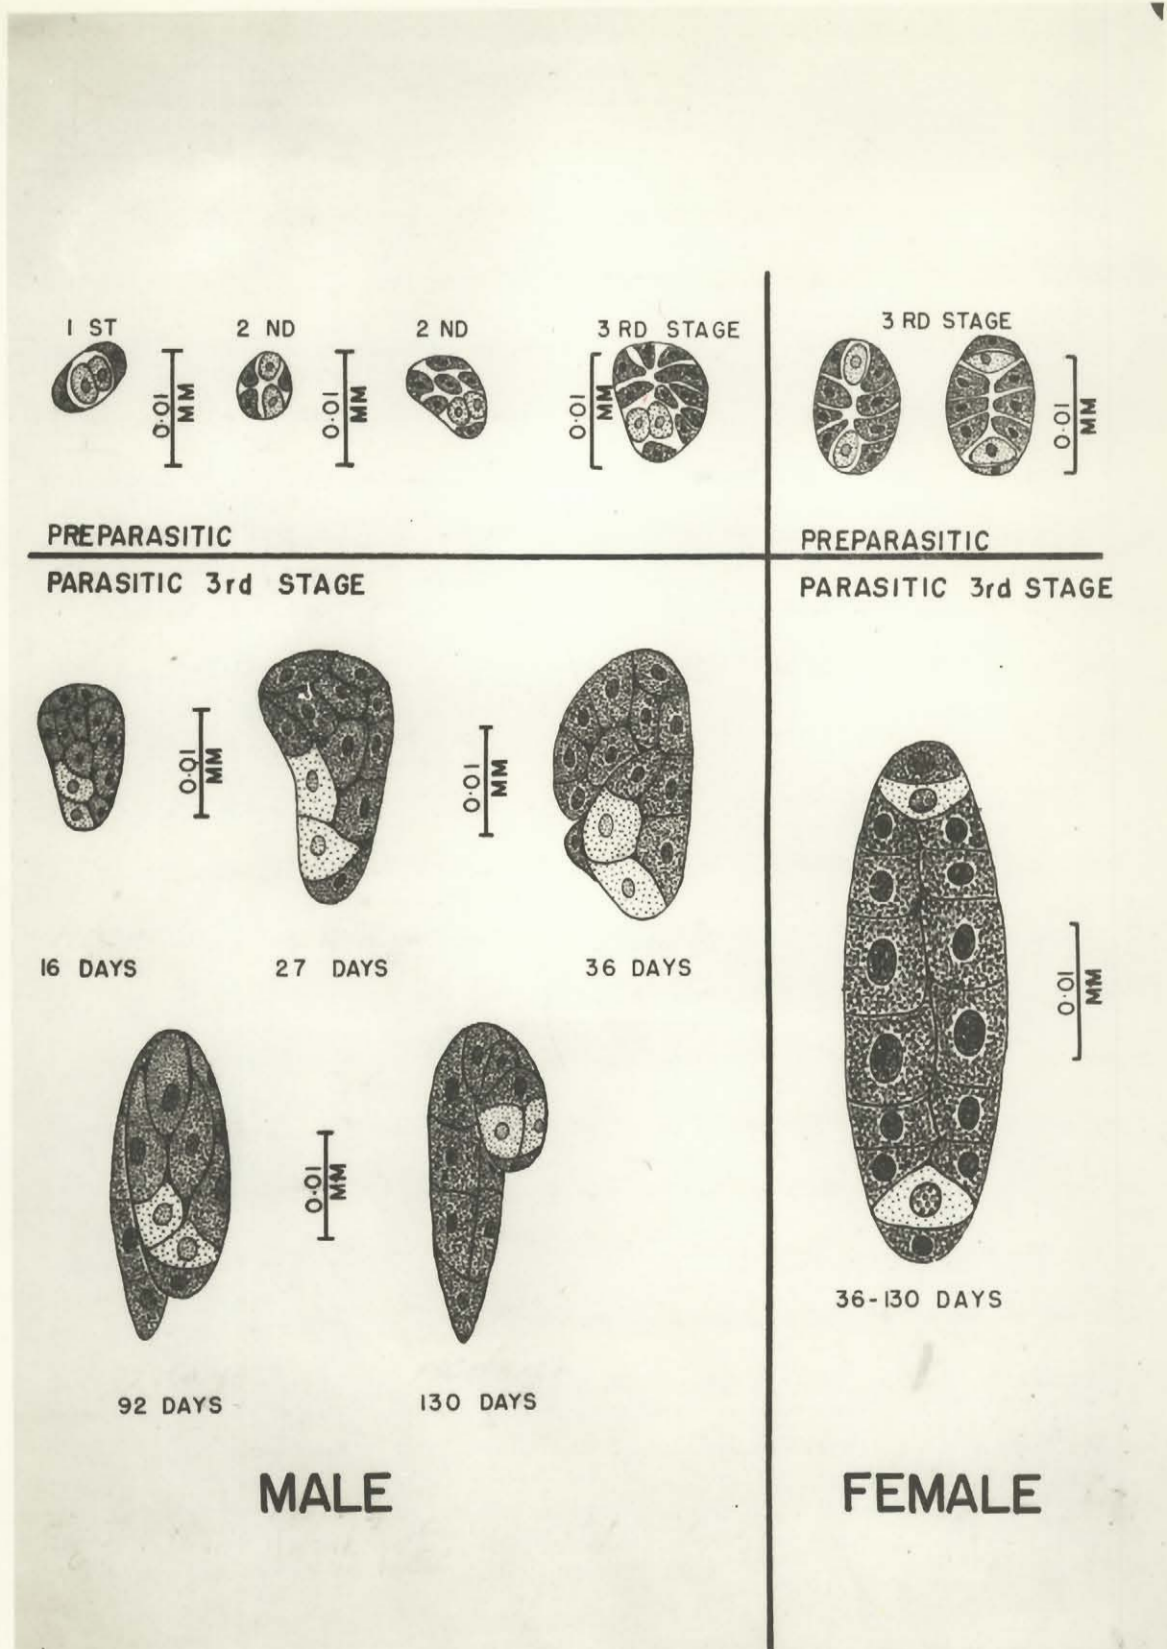 1 ST
2 ND
2 ND
3 RD STAGE
0·01 MM
0·01 MM
0·01 MM
PREPARASITIC
PARASITIC 3rd STAGE
0·01 MM
0·01 MM
16 DAYS
27 DAYS
36 DAYS
0·01 MM
92 DAYS
130 DAYS
MALE
3 RD STAGE
0·01 MM
PREPARASITIC
PARASITIC 3rd STAGE
0·01 MM
36-130 DAYS
FEMALE